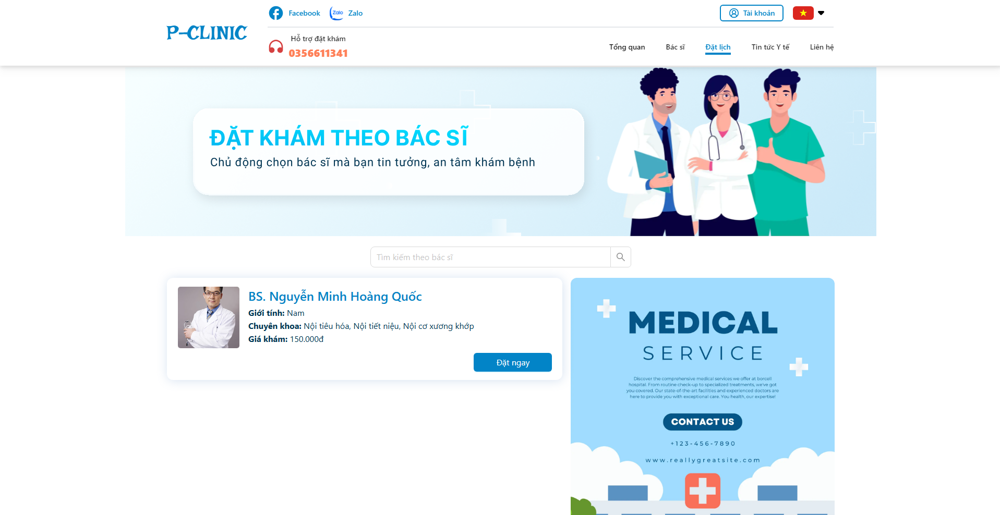 P-CLINIC
Facebook
Zalo
Zalo
Tài khoản
Hỗ trợ đặt khám
0356611341
Tổng quan
Bác sĩ
Đặt lịch
Tin tức Y tế
Liên hệ
ĐẶT KHÁM THEO BÁC SĨ
Chủ động chọn bác sĩ mà bạn tin tưởng, an tâm khám bệnh
Tìm kiếm theo bác sĩ
BS. Nguyễn Minh Hoàng Quốc
Giới tính: Nam
Chuyên khoa: Nội tiêu hóa, Nội tiết niệu, Nội cơ xương khớp
Giá khám: 150.000đ
Đặt ngay
MEDICAL
SERVICE
Discover the comprehensive medical services we offer at borcell
hospital. From routine check-up to specialized treatments, we've got
you covered. Our state-of-the-art facilities and experienced doctors are
here to provide you with exceptional care. You health, our expertise!
CONTACT US
+123-456-7890
www.reallygreatsite.com